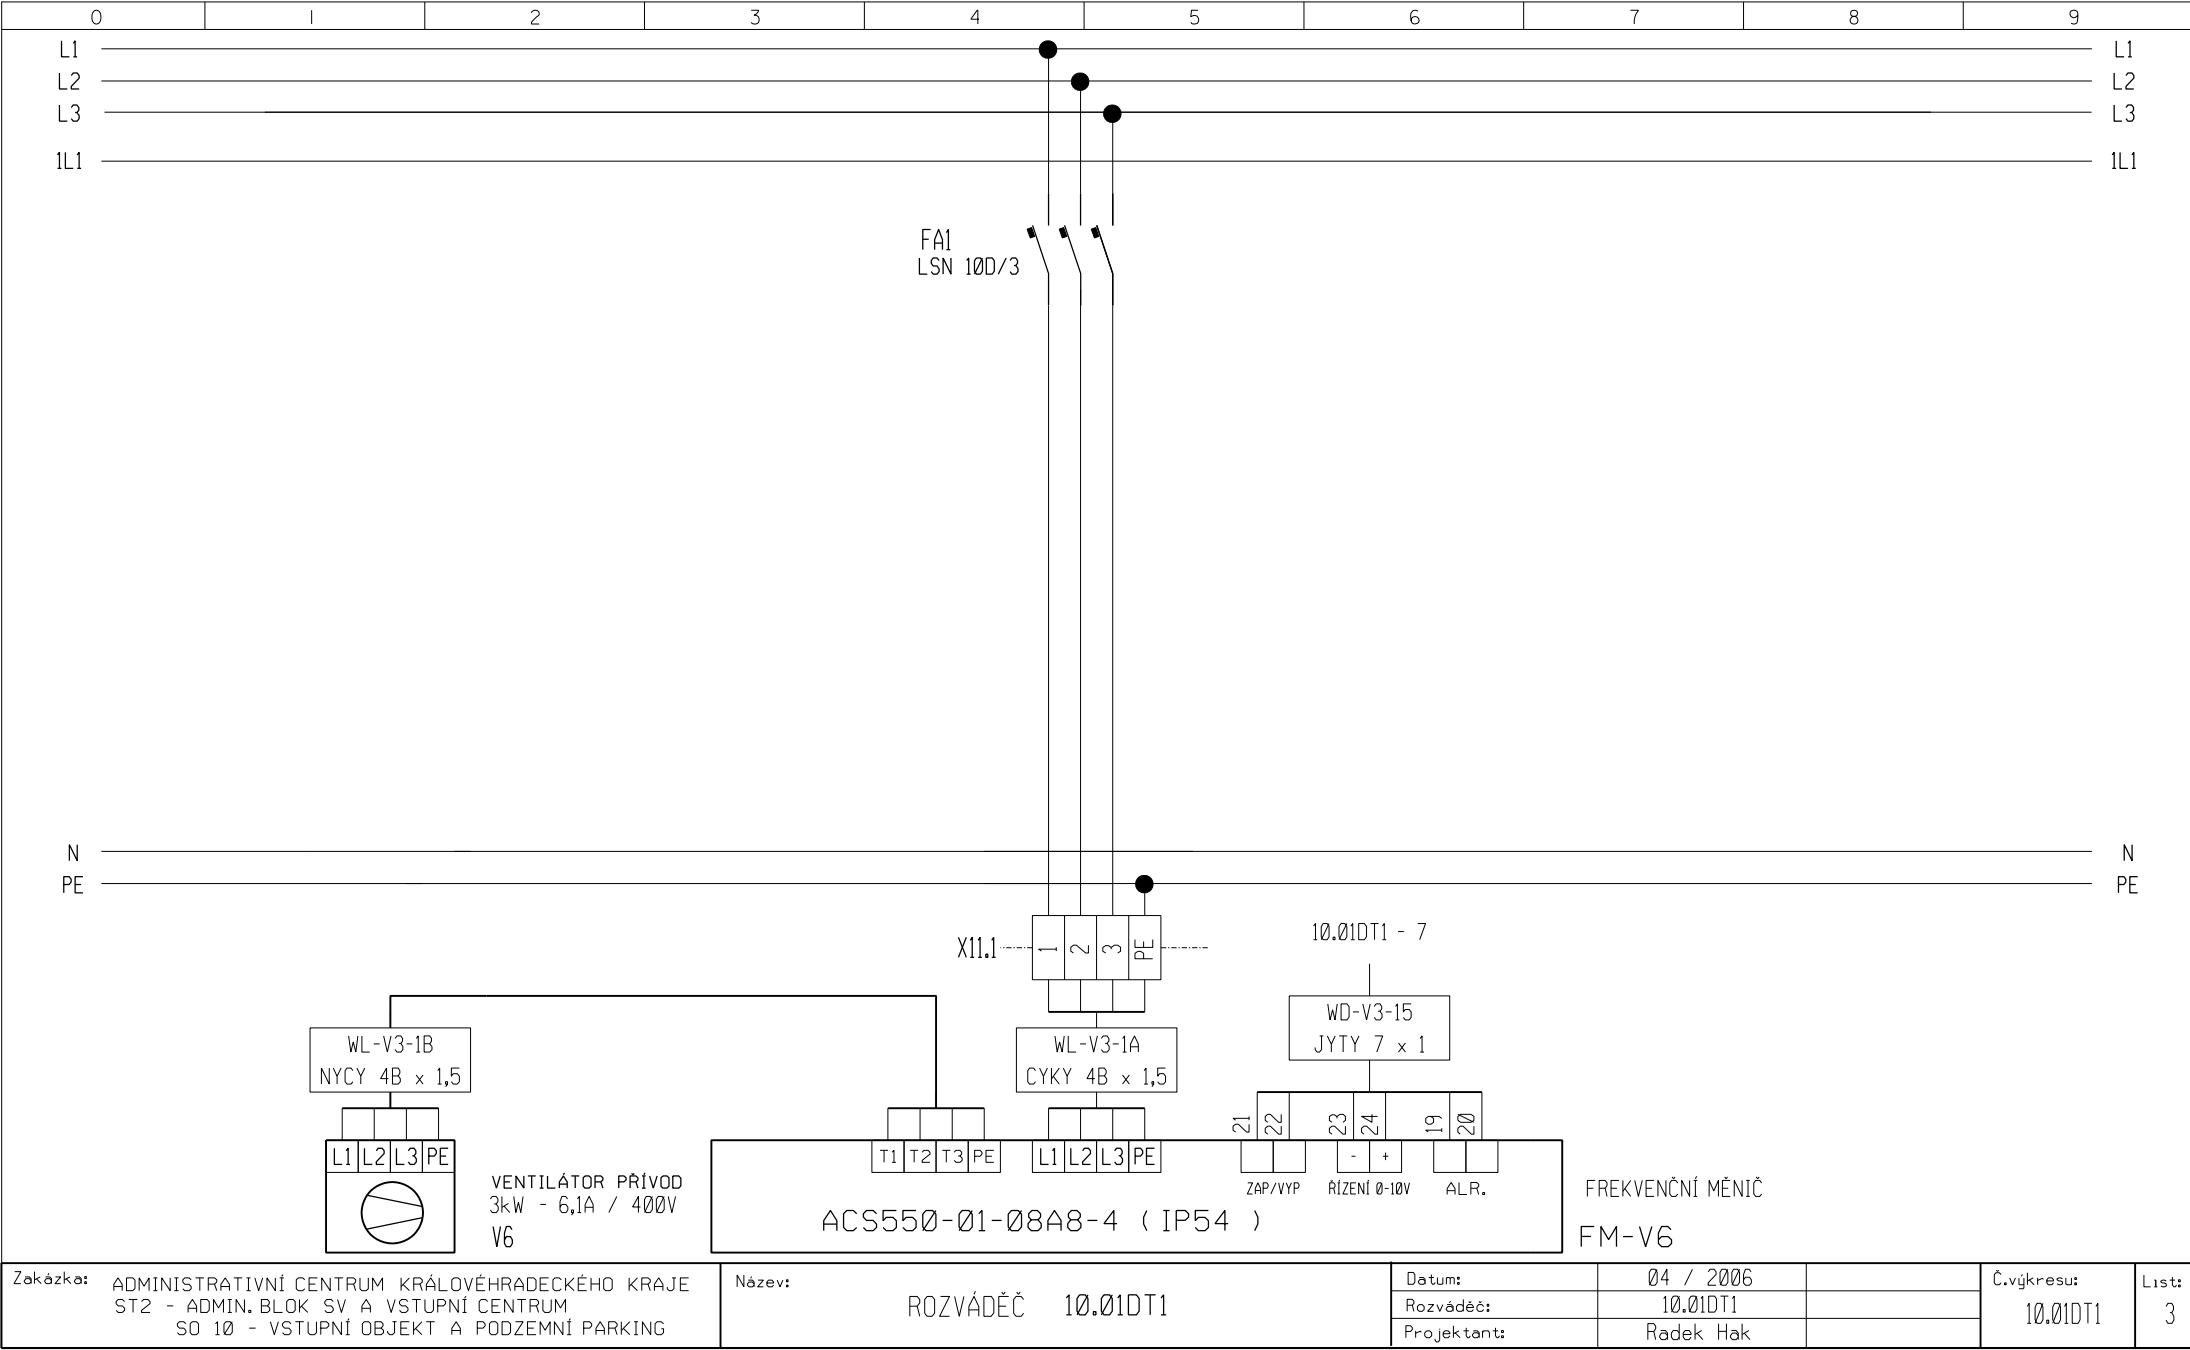 0 1 2 3 4 5 6 7 8 9
L1 L1
L2 L2
L3 L3
1L1 1L1
FA1
LSN 10D/3
N N
PE PE
X11.1 1 2 3 PE
10.01DT1 - 7
WD-V3-15
JYTY 7 x 1
WL-V3-1B
NYCY 4B x 1,5
WL-V3-1A
CYKY 4B x 1,5
21 22 23 24 19 20
L1 L2 L3 PE
T1 T2 T3 PE
L1 L2 L3 PE
- +
ZAP/VYP ŘÍZENÍ 0-10V ALR.
VENTILÁTOR PŘÍVOD
3kW - 6,1A / 400V
V6
ACS550-01-08A8-4 ( IP54 )
FREKVENČNÍ MĚNIČ
FM-V6
Zakázka: ADMINISTRATIVNÍ CENTRUM KRÁLOVÉHRADECKÉHO KRAJE
ST2 - ADMIN. BLOK SV A VSTUPNÍ CENTRUM
SO 10 - VSTUPNÍ OBJEKT A PODZEMNÍ PARKING
Název:
ROZVÁDĚČ 10.01DT1
Datum: 04 / 2006
Rozváděč: 10.01DT1
Projektant: Radek Hak
Č.výkresu:
10.01DT1
List:
3